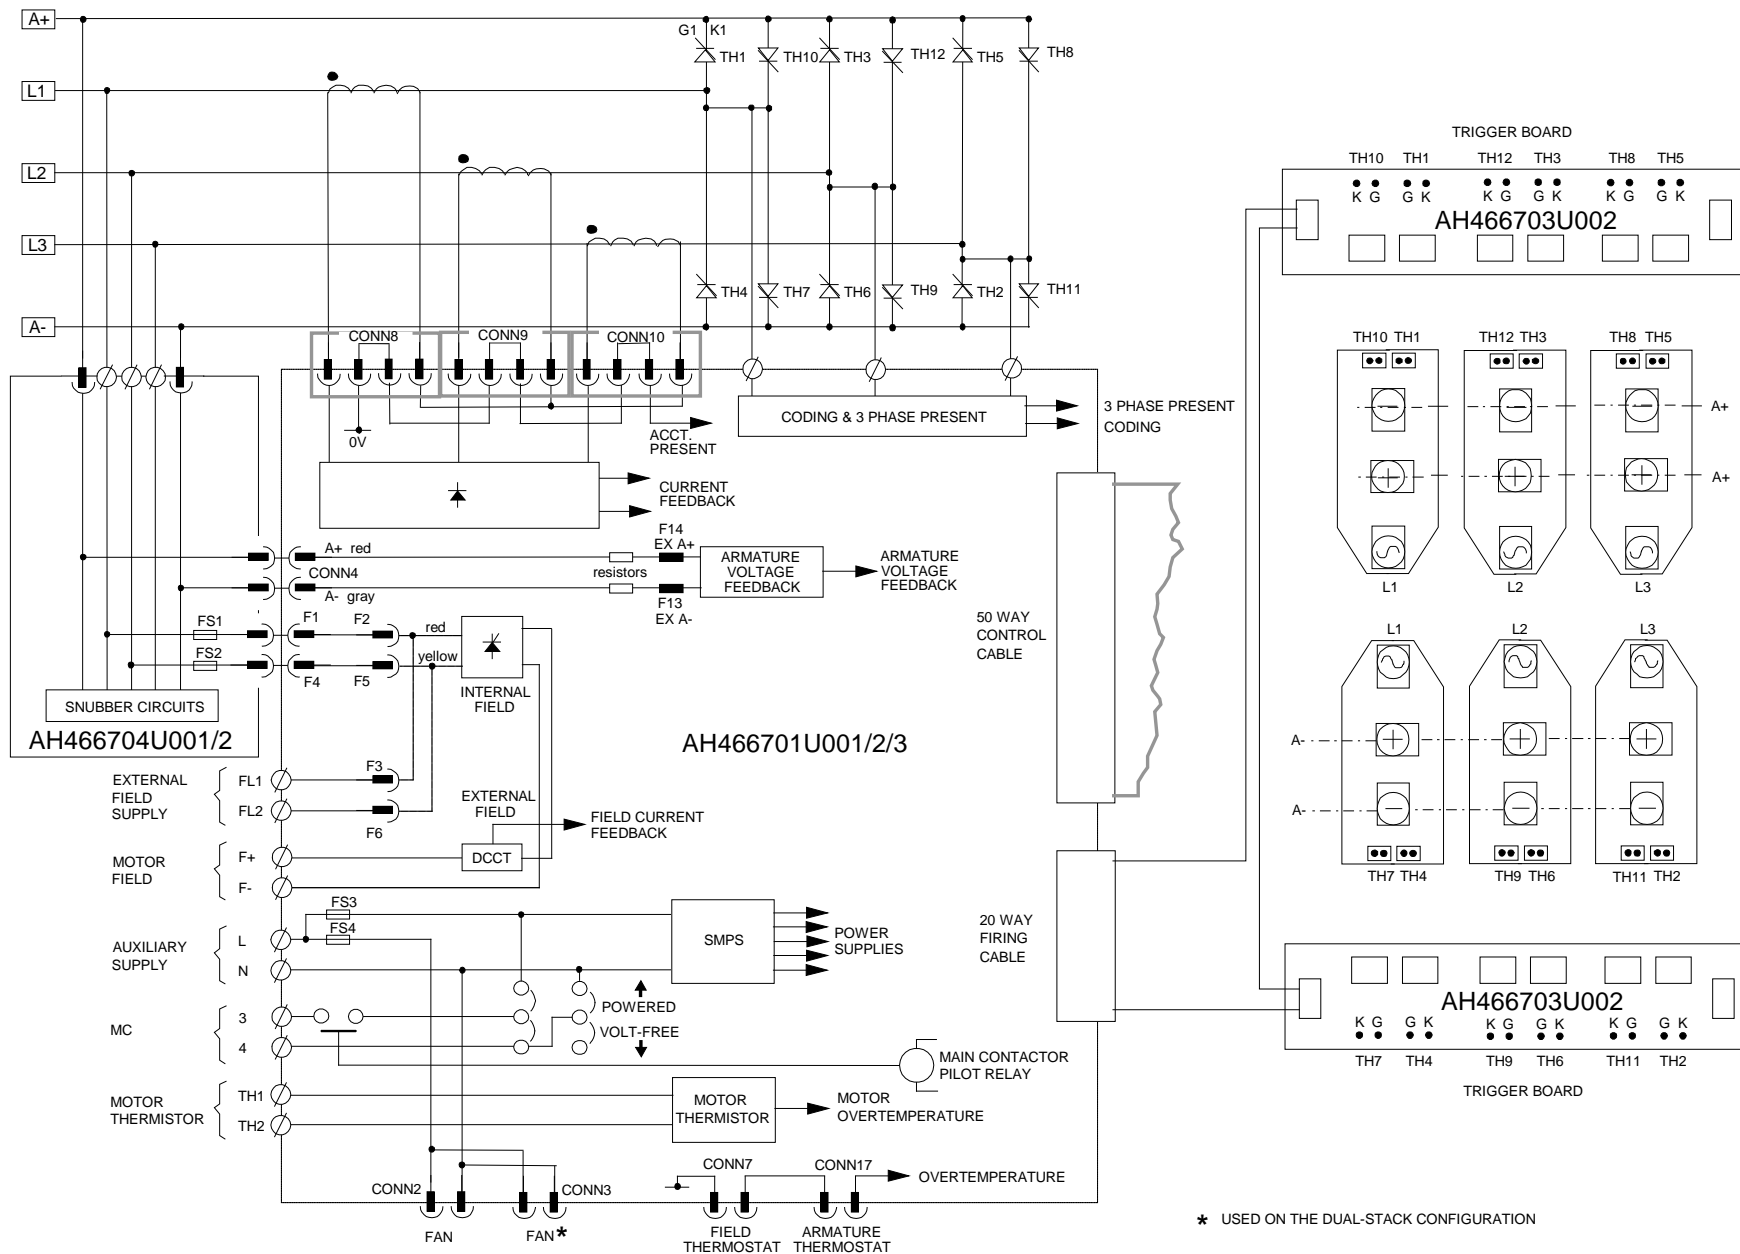 A+
G1 K1
TH1 TH10 TH3 TH12 TH5 TH8
L1
L2
L3
TH4 TH7 TH6 TH9 TH2 TH11
A-
CONN8 CONN9 CONN10
0V
ACCT.
PRESENT
CODING & 3 PHASE PRESENT
3 PHASE PRESENT
CODING
CURRENT
FEEDBACK
A+ red
CONN4
A- gray
resistors
F14
EX A+
F13
EX A-
ARMATURE
VOLTAGE
FEEDBACK
ARMATURE
VOLTAGE
FEEDBACK
FS1
FS2
F1 F2
F4 F5
red
yellow
INTERNAL
FIELD
SNUBBER CIRCUITS
AH466704U001/2
AH466701U001/2/3
50 WAY
CONTROL
CABLE
EXTERNAL
FIELD
SUPPLY
FL1
FL2
F3
F6
EXTERNAL
FIELD
DCCT
FIELD CURRENT
FEEDBACK
MOTOR
FIELD
F+
F-
AUXILIARY
SUPPLY
L
N
FS3
FS4
SMPS
POWER
SUPPLIES
20 WAY
FIRING
CABLE
MC
3
4
POWERED
VOLT-FREE
MAIN CONTACTOR
PILOT RELAY
MOTOR
THERMISTOR
TH1
TH2
MOTOR
THERMISTOR
MOTOR
OVERTEMPERATURE
CONN2
CONN3
FAN
FAN*
CONN7
CONN17
OVERTEMPERATURE
FIELD
THERMOSTAT
ARMATURE
THERMOSTAT
TRIGGER BOARD
TH10 TH1 TH12 TH3 TH8 TH5
K G G K K G G K K G G K
AH466703U002
TH10 TH1 TH12 TH3 TH8 TH5
A+
A+
L1 L2 L3
L1 L2 L3
A-
A-
TH7 TH4 TH9 TH6 TH11 TH2
AH466703U002
K G G K K G G K K G G K
TH7 TH4 TH9 TH6 TH11 TH2
TRIGGER BOARD
* USED ON THE DUAL-STACK CONFIGURATION